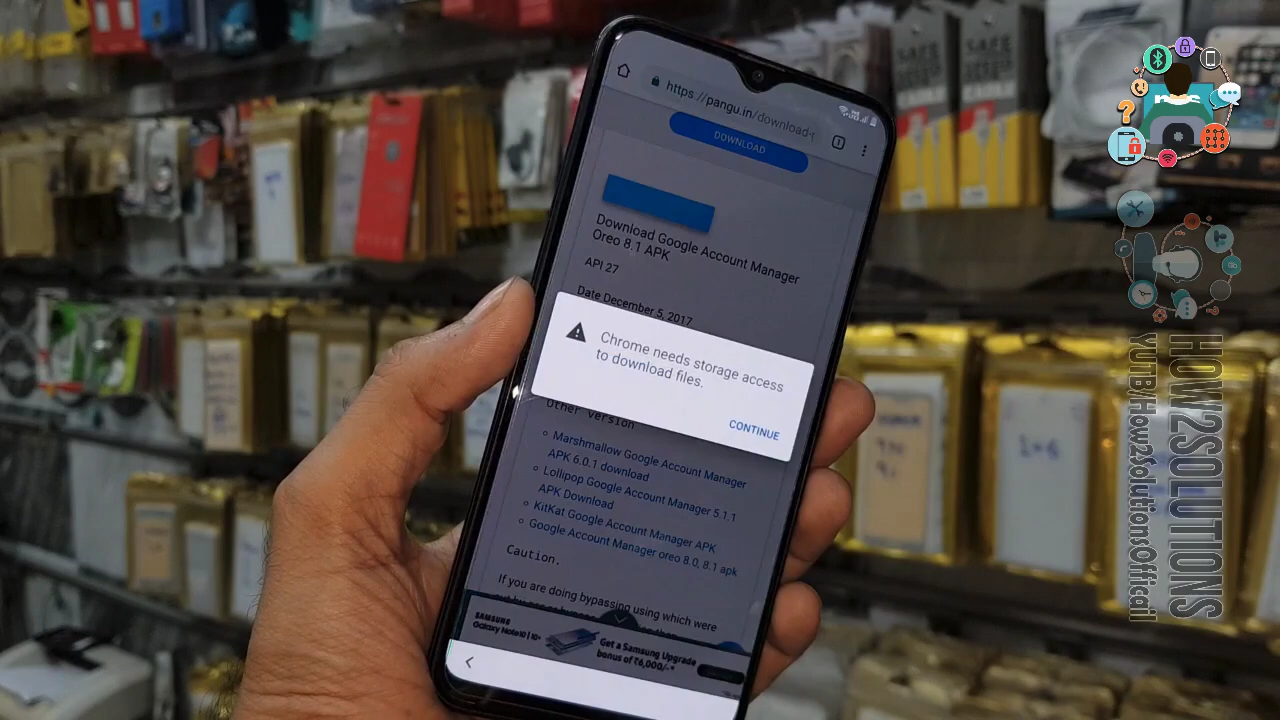 https://pangu.in/download-g
DOWNLOAD
Download Google Account Manager
Oreo 8.1 APK
API 27
Date December 5, 2017
Chrome needs storage access
to download files.
CONTINUE
Other version
Marshmallow Google Account Manager
APK 6.0.1 download
Lollipop Google Account Manager 5.1.1
APK Download
KitKat Google Account Manager APK
Google Account Manager oreo 8.0, 8.1 apk
Caution.
If you are doing bypassing using which were
SAMSUNG
Galaxy Note10 | 10+
Get a Samsung Upgrade
bonus of ₹6,000/-*
HOW2SOLUTIONS
YUTB/How2SolutionsOfficail
SAFE
SAFE
1+6